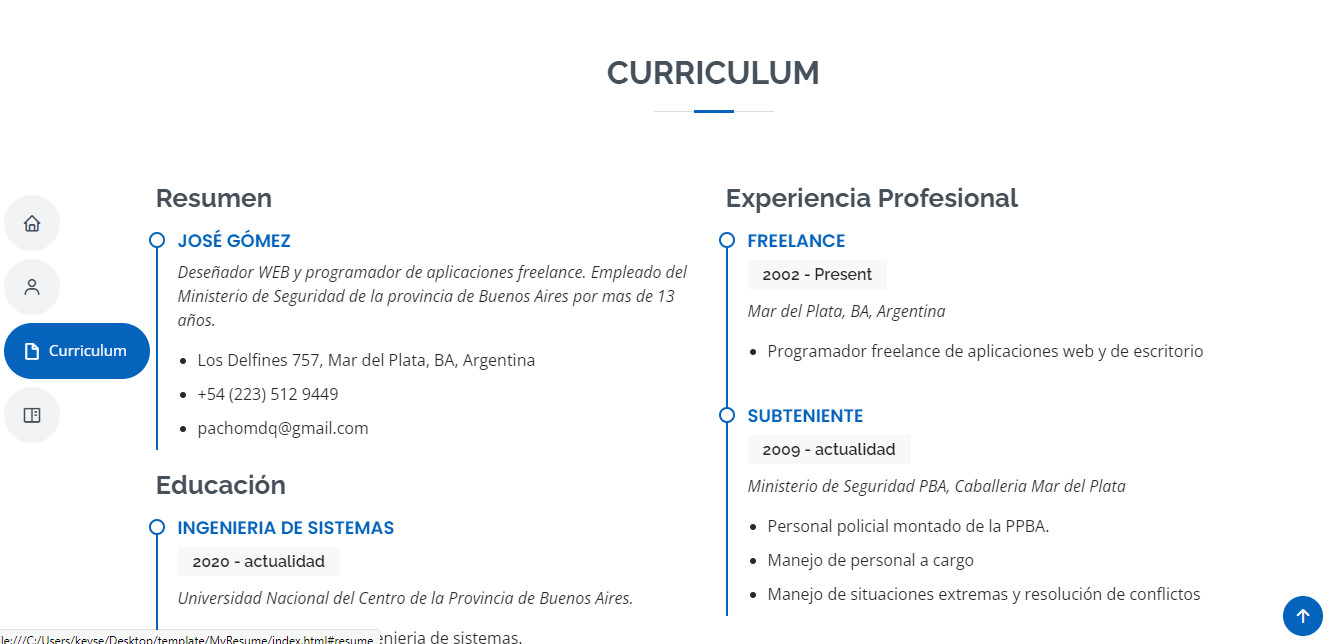 CURRICULUM
Curriculum
Resumen
JOSÉ GÓMEZ
Deseñador WEB y programador de aplicaciones freelance. Empleado del
Ministerio de Seguridad de la provincia de Buenos Aires por mas de 13
años.
Los Delfines 757, Mar del Plata, BA, Argentina
+54 (223) 512 9449
pachomdq@gmail.com
Educación
INGENIERIA DE SISTEMAS
2020 - actualidad
Universidad Nacional del Centro de la Provincia de Buenos Aires.
enieria de sistemas.
Experiencia Profesional
FREELANCE
2002 - Present
Mar del Plata, BA, Argentina
Programador freelance de aplicaciones web y de escritorio
SUBTENIENTE
2009 - actualidad
Ministerio de Seguridad PBA, Caballeria Mar del Plata
Personal policial montado de la PPBA.
Manejo de personal a cargo
Manejo de situaciones extremas y resolución de conflictos
le:///C:/Users/keyse/Desktop/template/MyResume/index.html#resume